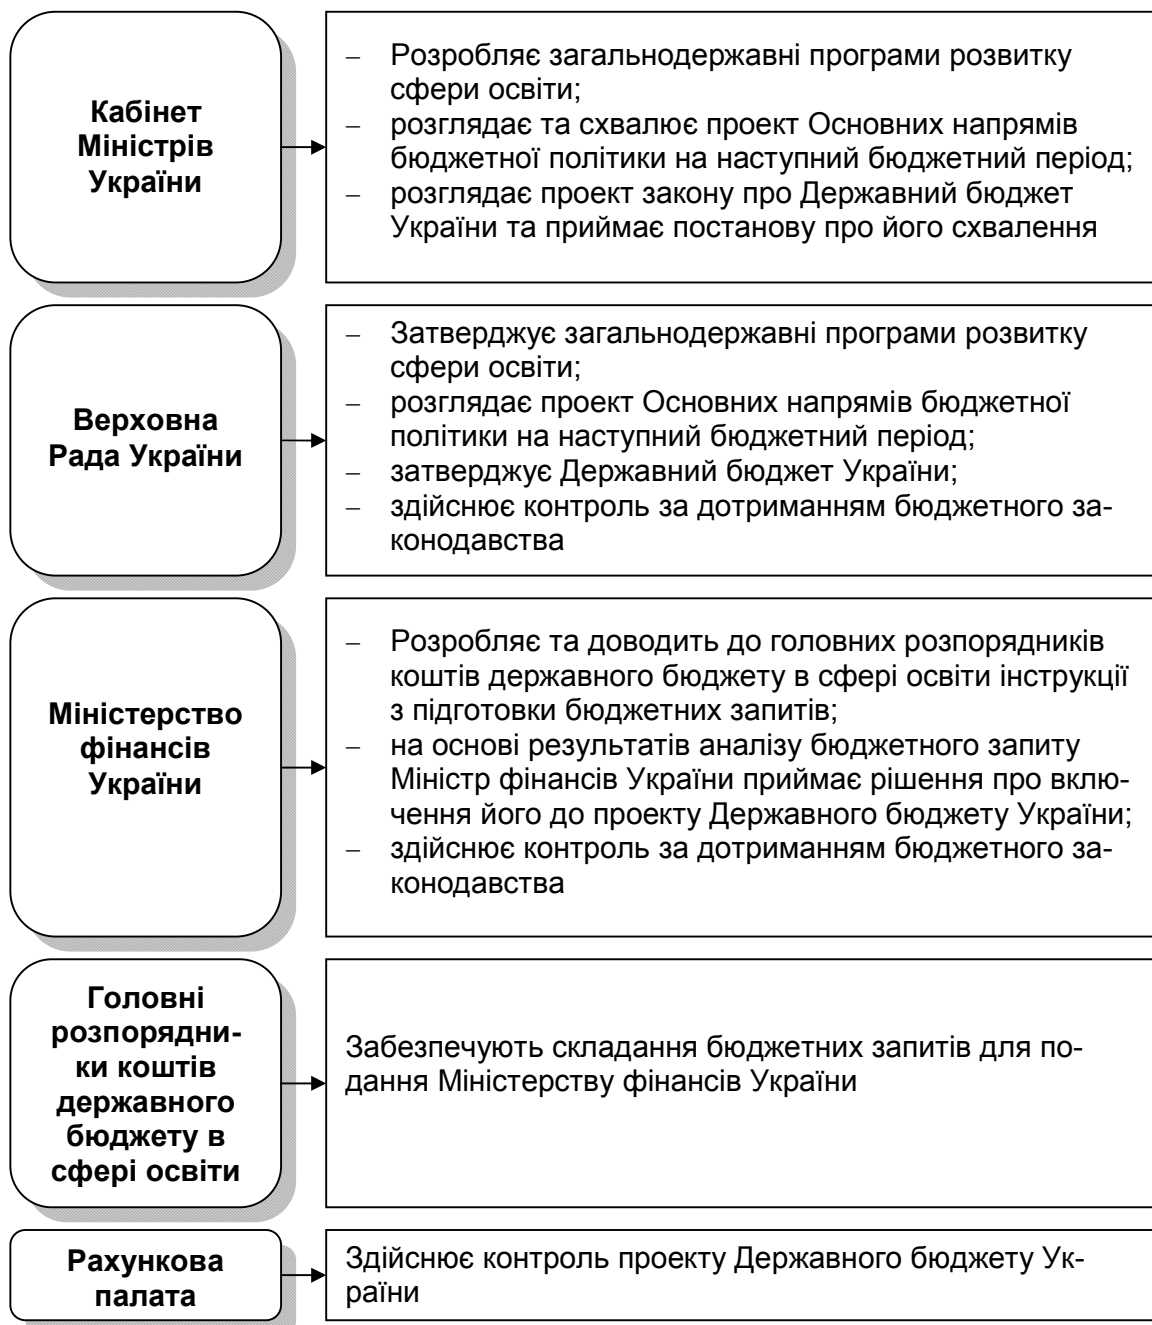 Кабінет
Міністрів
України
– Розробляє загальнодержавні програми розвитку
сфери освіти;
– розглядає та схвалює проект Основних напрямів
бюджетної політики на наступний бюджетний період;
– розглядає проект закону про Державний бюджет
України та приймає постанову про його схвалення
Верховна
Рада України
– Затверджує загальнодержавні програми розвитку
сфери освіти;
– розглядає проект Основних напрямів бюджетної
політики на наступний бюджетний період;
– затверджує Державний бюджет України;
– здійснює контроль за дотриманням бюджетного за-
конодавства
Міністерство
фінансів
України
– Розробляє та доводить до головних розпорядників
коштів державного бюджету в сфері освіти інструкції
з підготовки бюджетних запитів;
– на основі результатів аналізу бюджетного запиту
Міністр фінансів України приймає рішення про вклю-
чення його до проекту Державного бюджету України;
– здійснює контроль за дотриманням бюджетного за-
конодавства
Головні
розпорядни-
ки коштів
державного
бюджету в
сфері освіти
Забезпечують складання бюджетних запитів для по-
дання Міністерству фінансів України
Рахункова
палата
Здійснює контроль проекту Державного бюджету Ук-
раїни